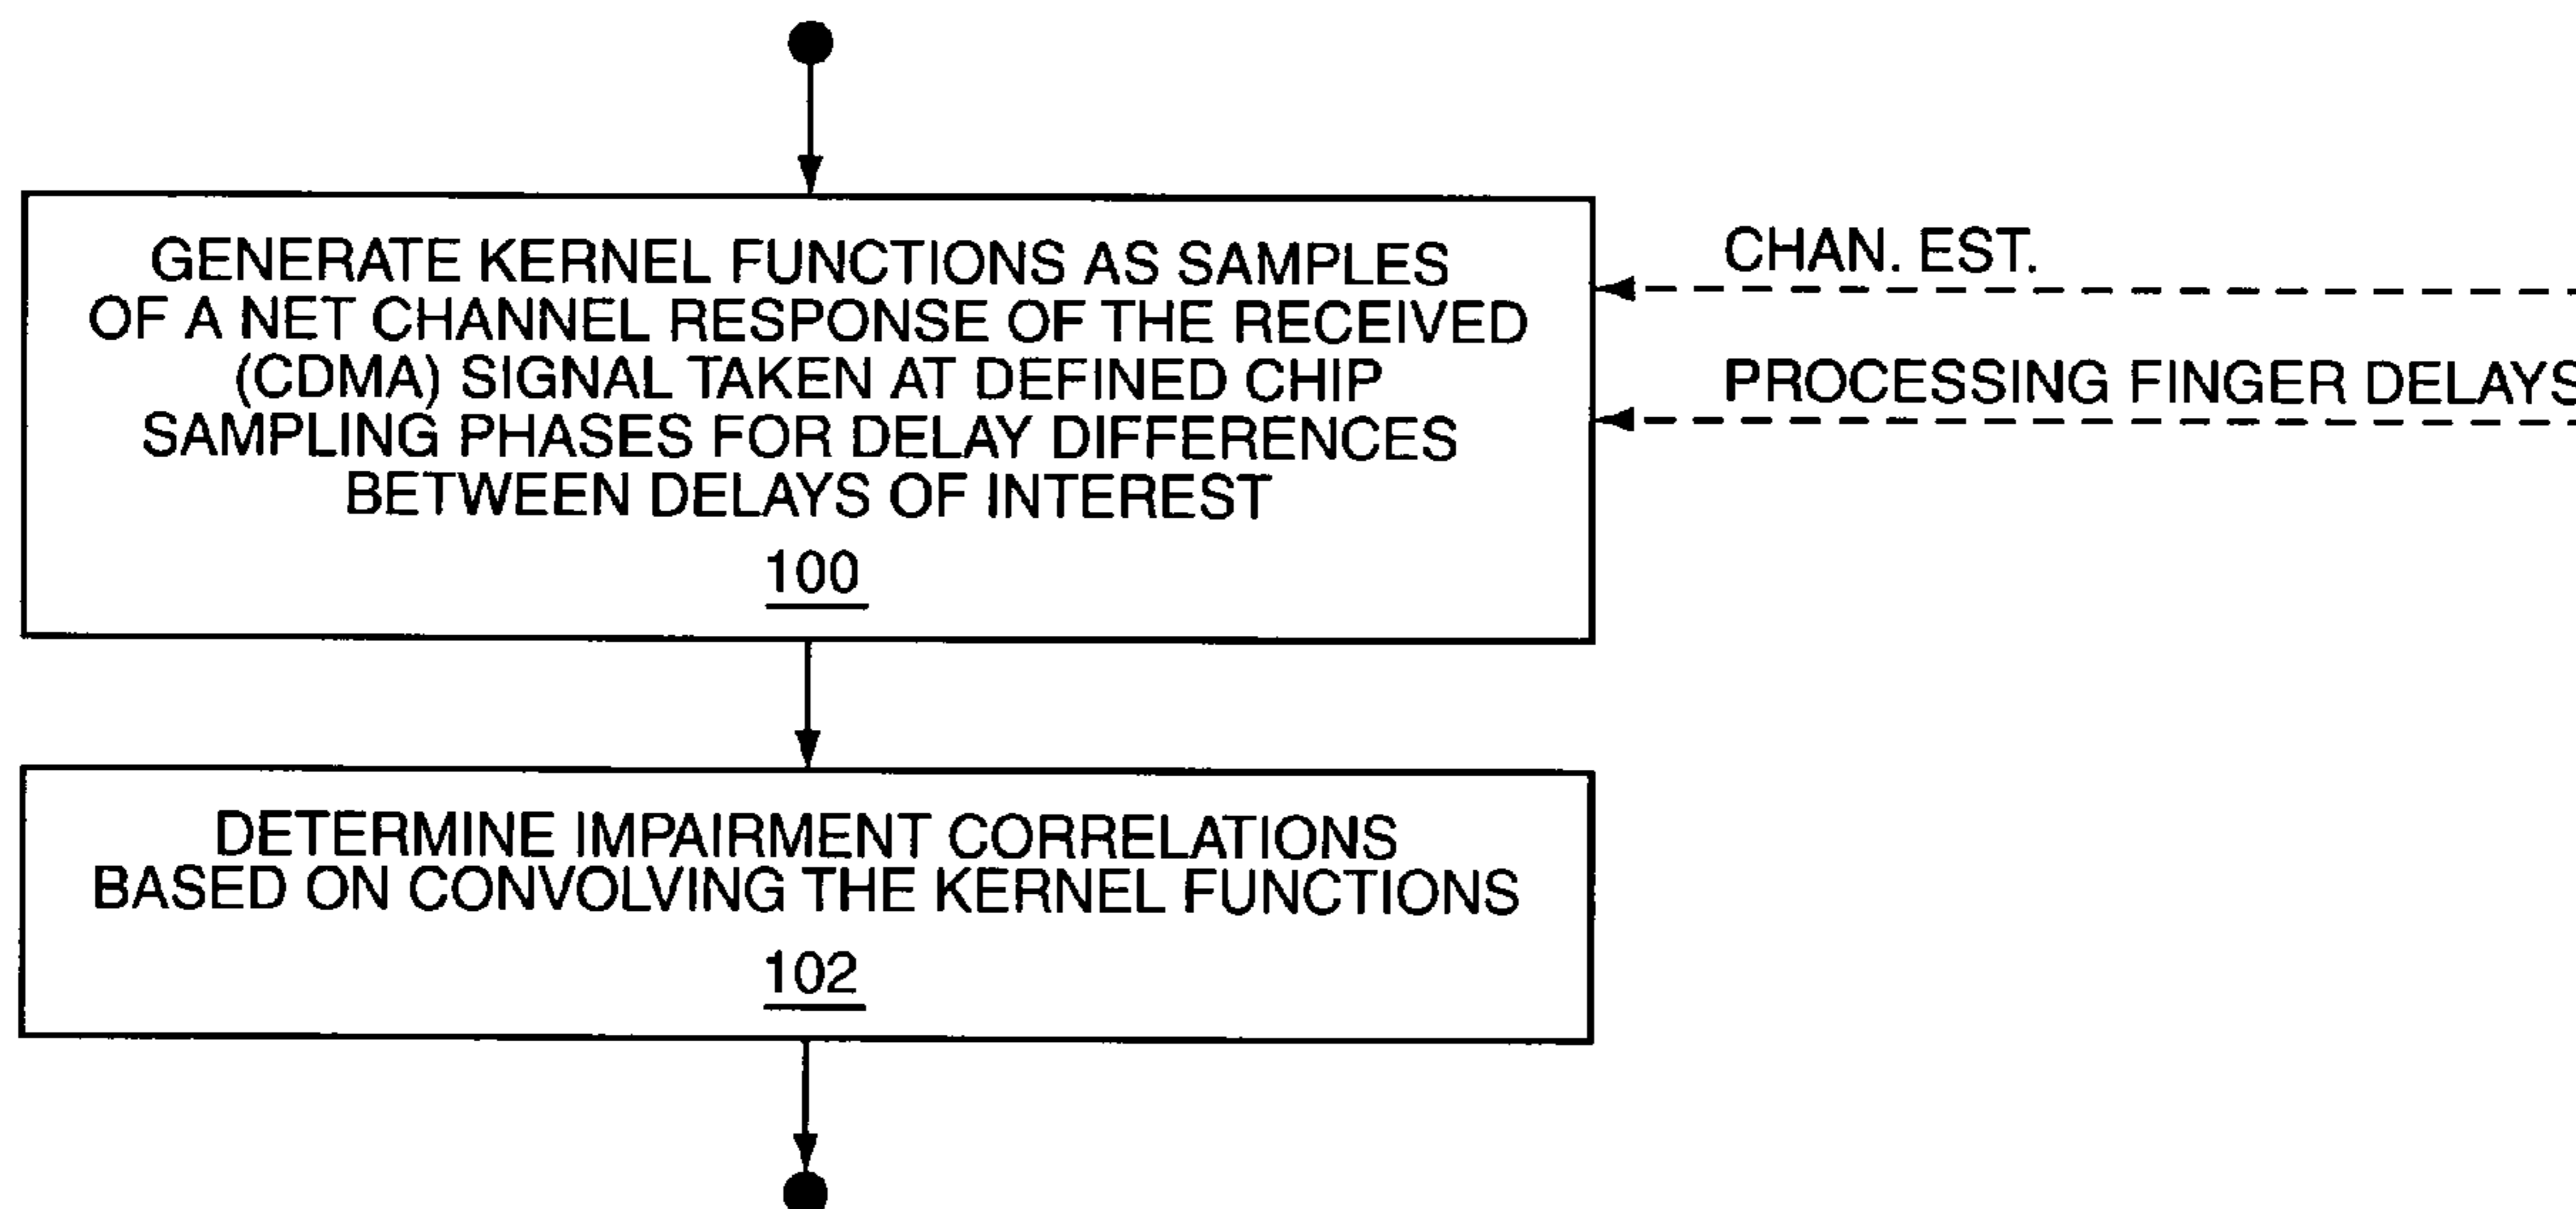 GENERATE KERNEL FUNCTIONS AS SAMPLES
OF A NET CHANNEL RESPONSE OF THE RECEIVED
(CDMA) SIGNAL TAKEN AT DEFINED CHIP
SAMPLING PHASES FOR DELAY DIFFERENCES
BETWEEN DELAYS OF INTEREST
100
CHAN. EST.
PROCESSING FINGER DELAYS
DETERMINE IMPAIRMENT CORRELATIONS
BASED ON CONVOLVING THE KERNEL FUNCTIONS
102